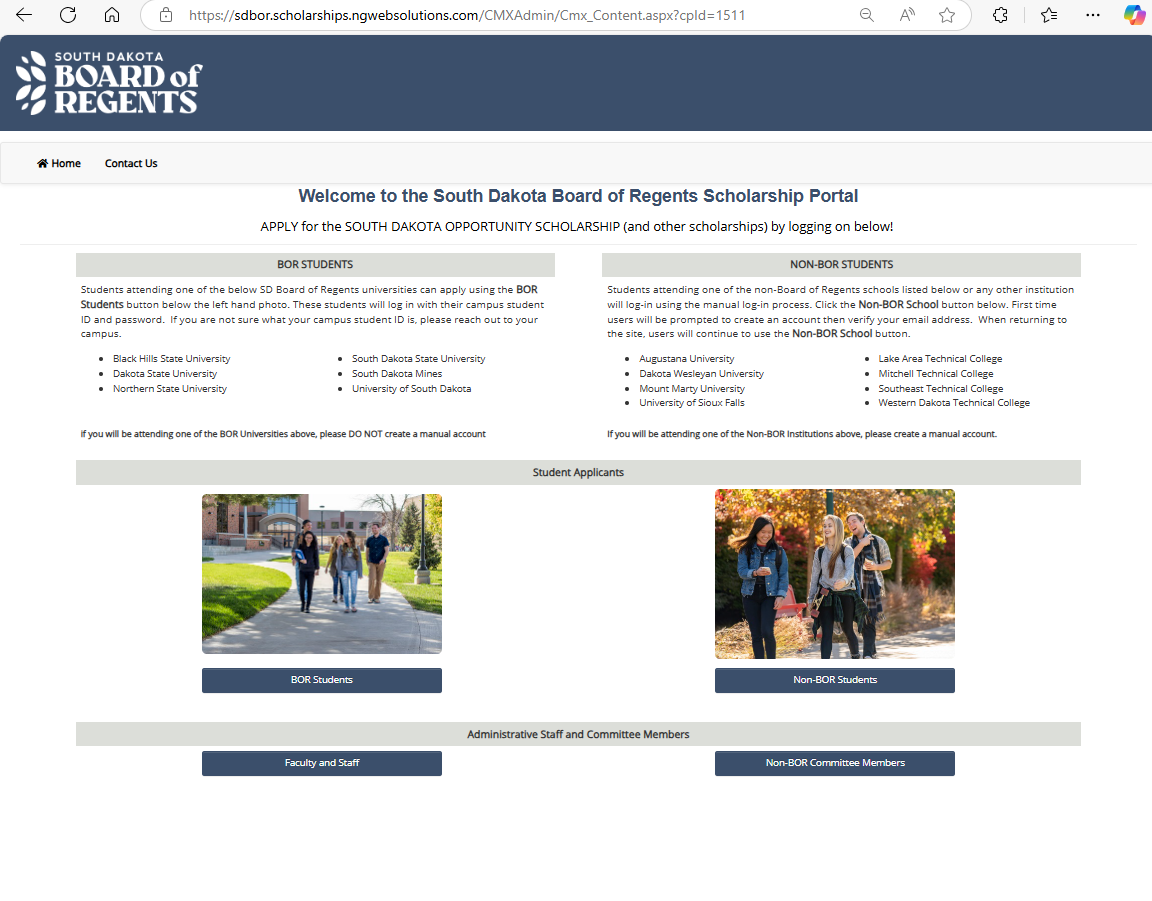 https://sdbor.scholarships.ngwebsolutions.com/CMXAdmin/Cmx_Content.aspx?cpId=1511
SOUTH DAKOTA
BOARD of
REGENTS
Home
Contact Us
Welcome to the South Dakota Board of Regents Scholarship Portal
APPLY for the SOUTH DAKOTA OPPORTUNITY SCHOLARSHIP (and other scholarships) by logging on below!
BOR STUDENTS
Students attending one of the below SD Board of Regents universities can apply using the BOR
Students button below the left hand photo. These students will log in with their campus student
ID and password.  If you are not sure what your campus student ID is, please reach out to your
campus.
Black Hills State University
Dakota State University
Northern State University
South Dakota State University
South Dakota Mines
University of South Dakota
if you will be attending one of the BOR Universities above, please DO NOT create a manual account
NON-BOR STUDENTS
Students attending one of the non-Board of Regents schools listed below or any other institution
will log-in using the manual log-in process. Click the Non-BOR School button below. First time
users will be prompted to create an account then verify your email address.  When returning to
the site, users will continue to use the Non-BOR School button.
Augustana University
Dakota Wesleyan University
Mount Marty University
University of Sioux Falls
Lake Area Technical College
Mitchell Technical College
Southeast Technical College
Western Dakota Technical College
If you will be attending one of the Non-BOR Institutions above, please create a manual account.
Student Applicants
BOR Students
Non-BOR Students
Administrative Staff and Committee Members
Faculty and Staff
Non-BOR Committee Members